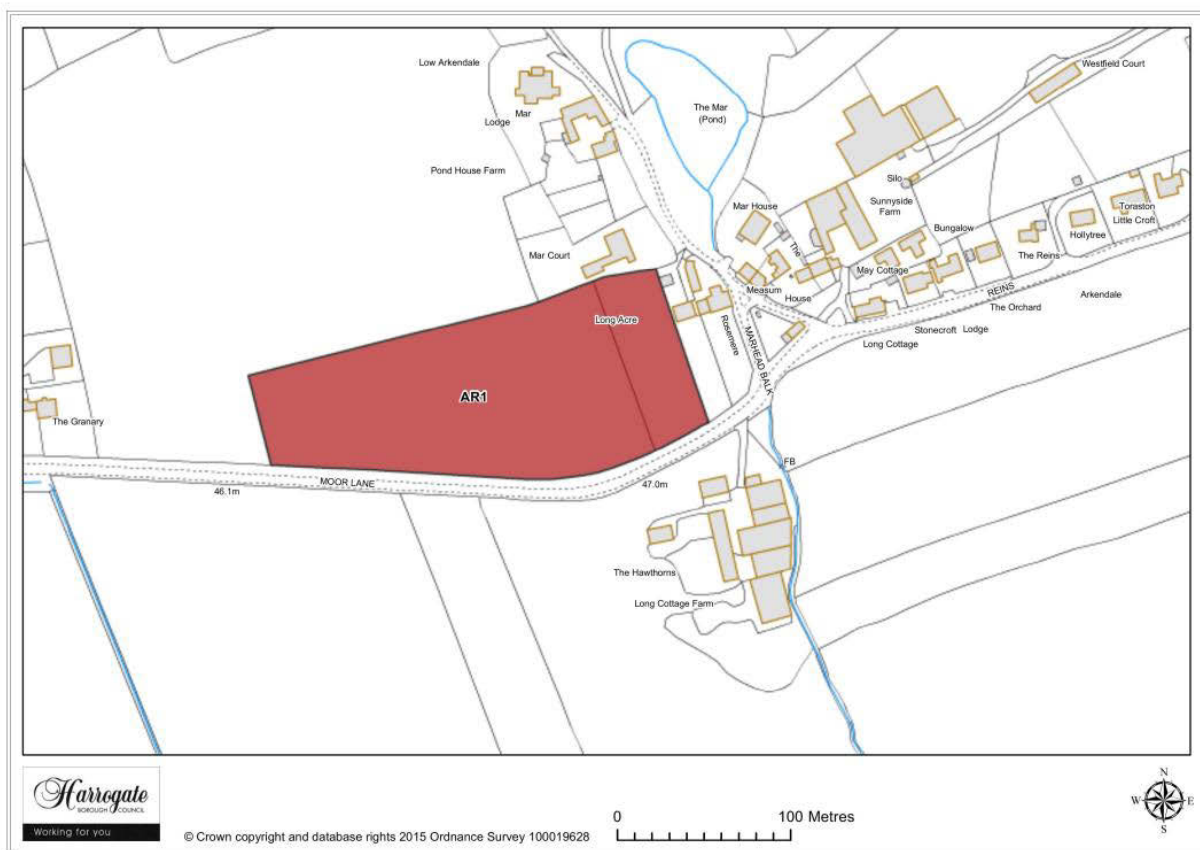 Low Arkendale
Westfield Court
Mar
Lodge
The Mar
(Pond)
Pond House Farm
Silo
Sunnyside
Farm
Toraston
Little Croft
Mar House
The
Bungalow
Hollytree
Mar Court
May Cottage
The Reins
Measum
House
REINS
Arkendale
The Orchard
Long Acre
Rosemere
MARHEAD BALK
Stonecroft
Lodge
Long Cottage
AR1
The Granary
FB
MOOR LANE
46.1m
47.0m
The Hawthorns
Long Cottage Farm
Harrogate
BOROUGH COUNCIL
Working for you
© Crown copyright and database rights 2015 Ordnance Survey 100019628
0
100 Metres
N
W
E
S